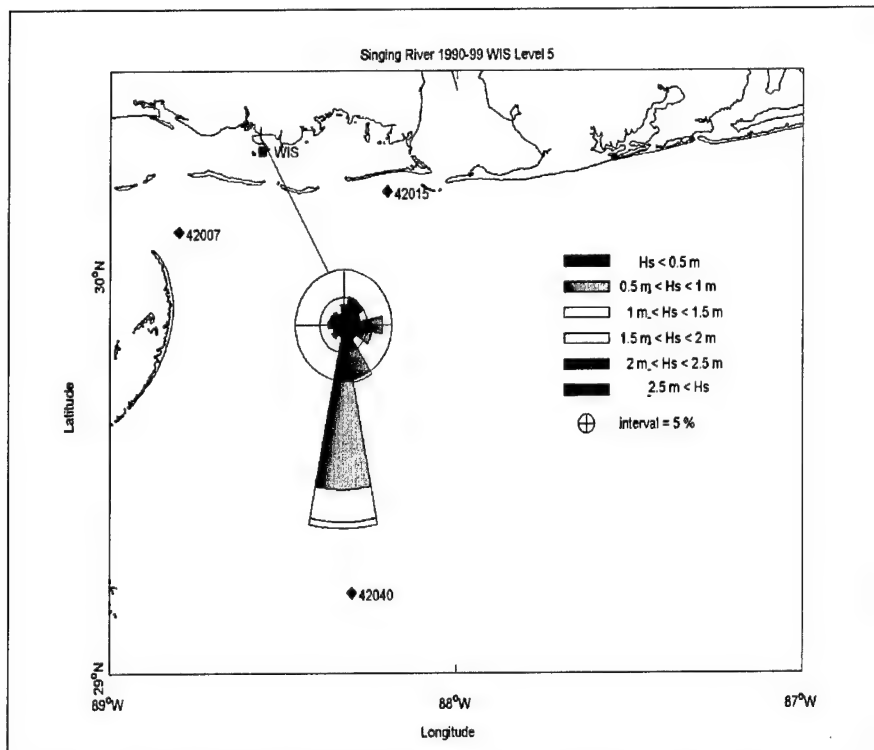 Singing River 1990-99 WIS Level 5
WIS
42015
42007
30°N
Hs < 0.5 m
0.5 m < Hs < 1 m
1 m < Hs < 1.5 m
1.5 m < Hs < 2 m
2 m < Hs < 2.5 m
2.5 m < Hs
interval = 5 %
Latitude
42040
29°N
89°W
88°W
87°W
Longitude